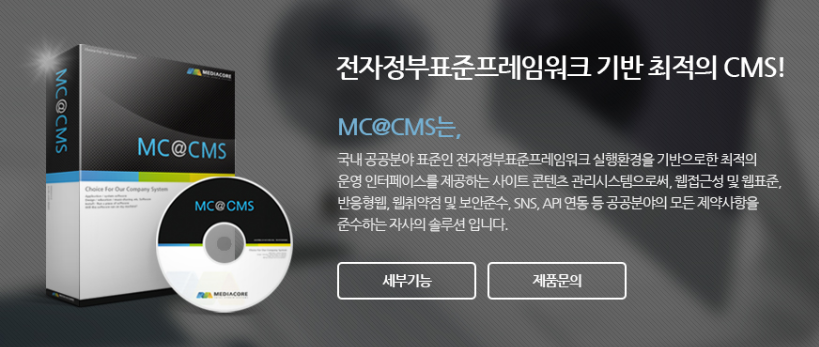 전자정부표준프레임워크 기반 최적의 CMS!
MC@CMS는,
국내 공공분야 표준인 전자정부표준프레임워크 실행환경을 기반으로한 최적의
운영 인터페이스를 제공하는 사이트 콘텐츠 관리시스템으로써, 웹접근성 및 웹표준,
반응형웹, 웹취약점 및 보안준수, SNS, API 연동 등 공공분야의 모든 제약사항을
준수하는 자사의 솔루션 입니다.
세부기능
제품문의
MEDIACORE
MC@CMS
MC@CMS
Choice For Our Company System
MC@CMS
MEDIACORE